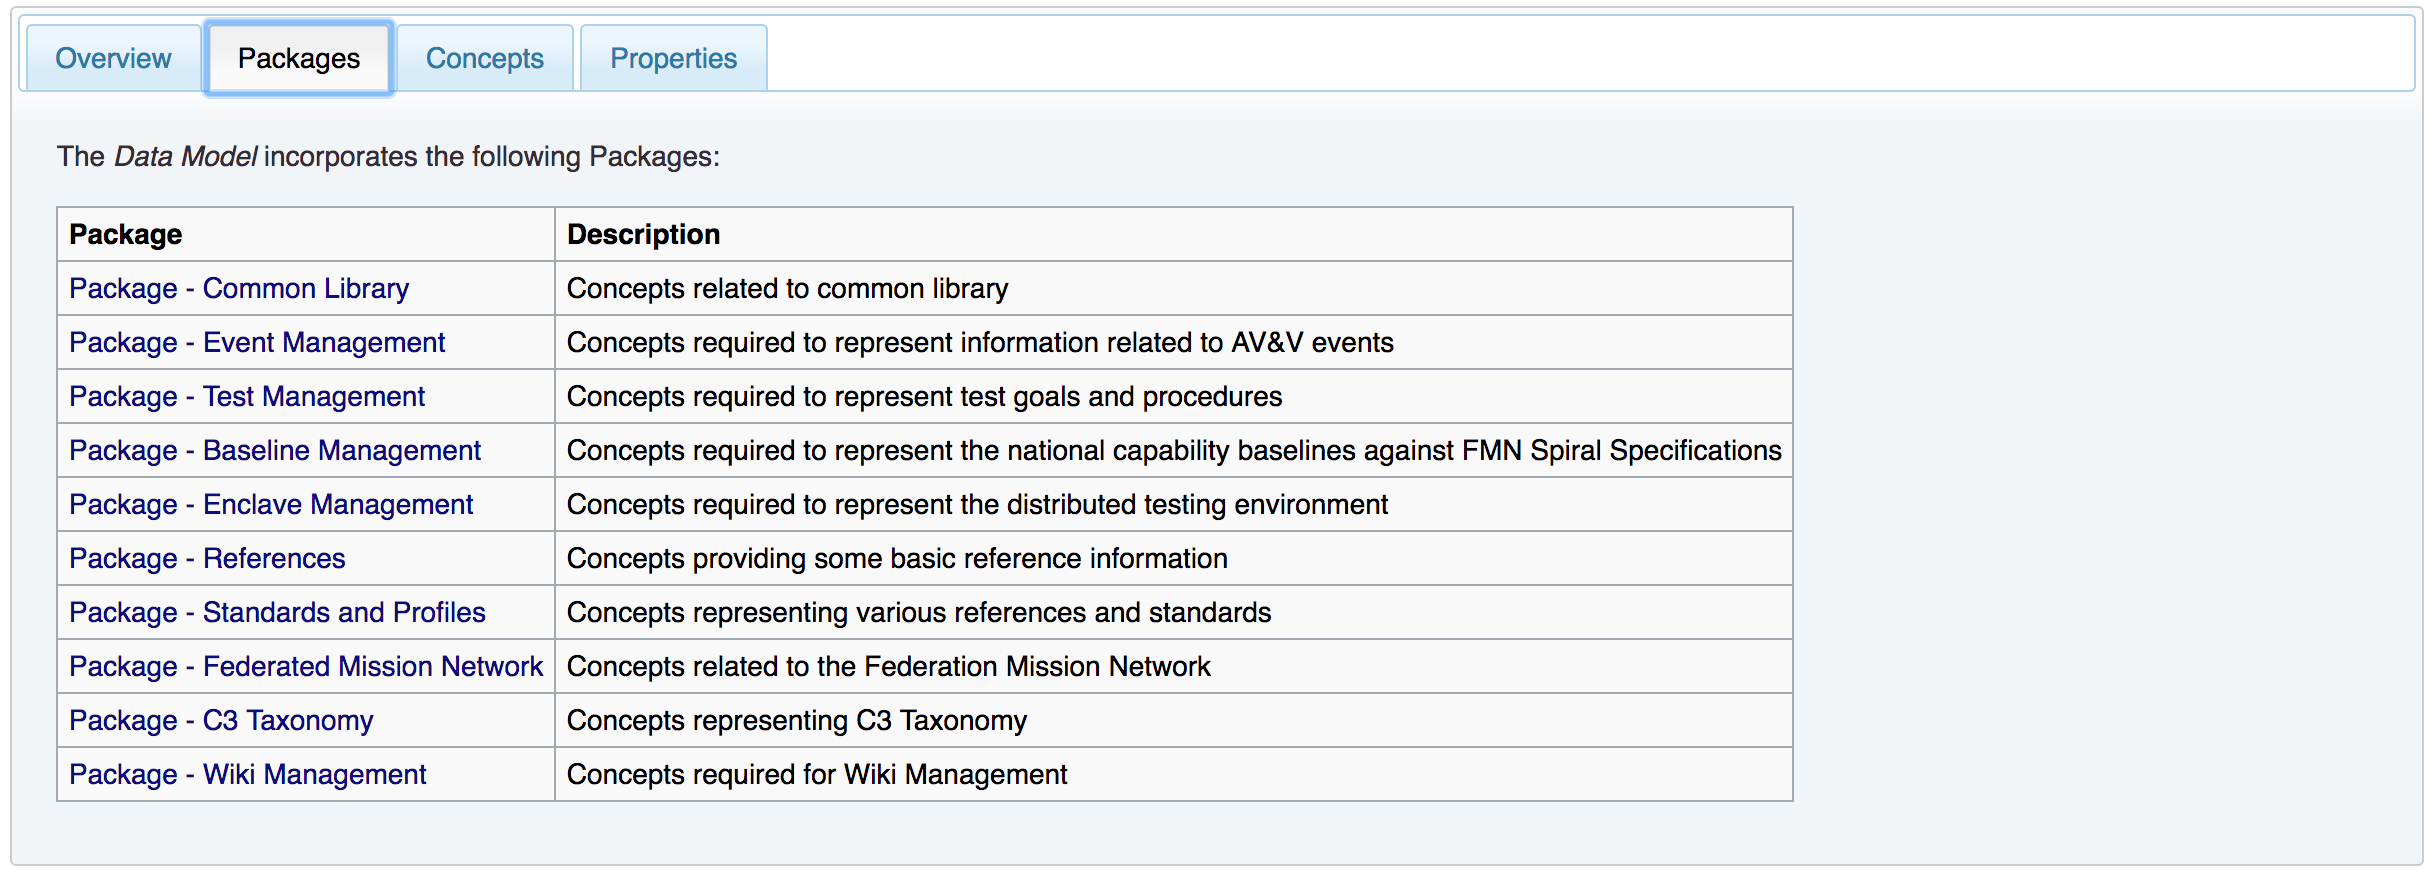 Overview Packages Concepts Properties
The Data Model incorporates the following Packages:
Package Description
Package - Common Library Concepts related to common library
Package - Event Management Concepts required to represent information related to AV&V events
Package - Test Management Concepts required to represent test goals and procedures
Package - Baseline Management Concepts required to represent the national capability baselines against FMN Spiral Specifications
Package - Enclave Management Concepts required to represent the distributed testing environment
Package - References Concepts providing some basic reference information
Package - Standards and Profiles Concepts representing various references and standards
Package - Federated Mission Network Concepts related to the Federation Mission Network
Package - C3 Taxonomy Concepts representing C3 Taxonomy
Package - Wiki Management Concepts required for Wiki Management